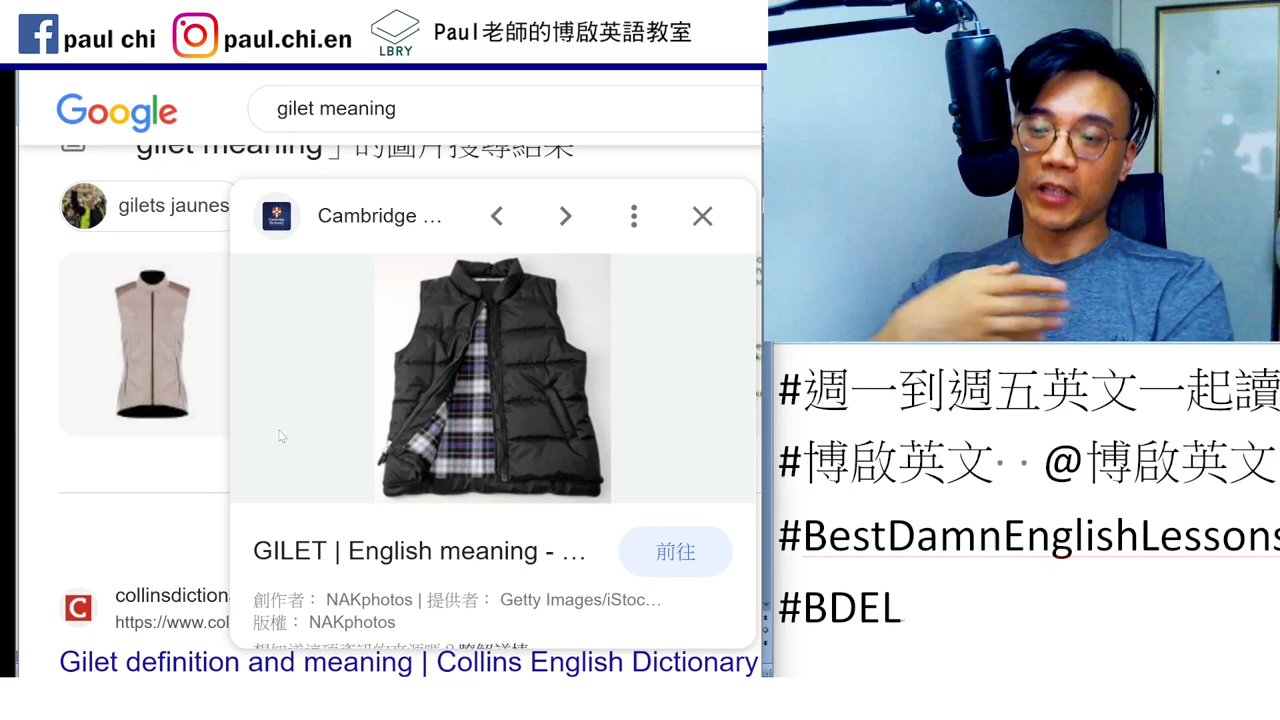 paul chi
paul.chi.en
LBRY
Paul老師的博啟英語教室
Google
gilet meaning
gilet meaning」的圖片搜尋結果
gilets jaunes
Cambridge …
GILET | English meaning - …
前往
創作者： NAKphotos | 提供者： Getty Images/iStoc…
版權： NAKphotos
collinsdiction
https://www.col
Gilet definition and meaning | Collins English Dictionary
#週一到週五英文一起讀
#博啟英文·· @博啟英文
#BestDamnEnglishLessons
#BDEL